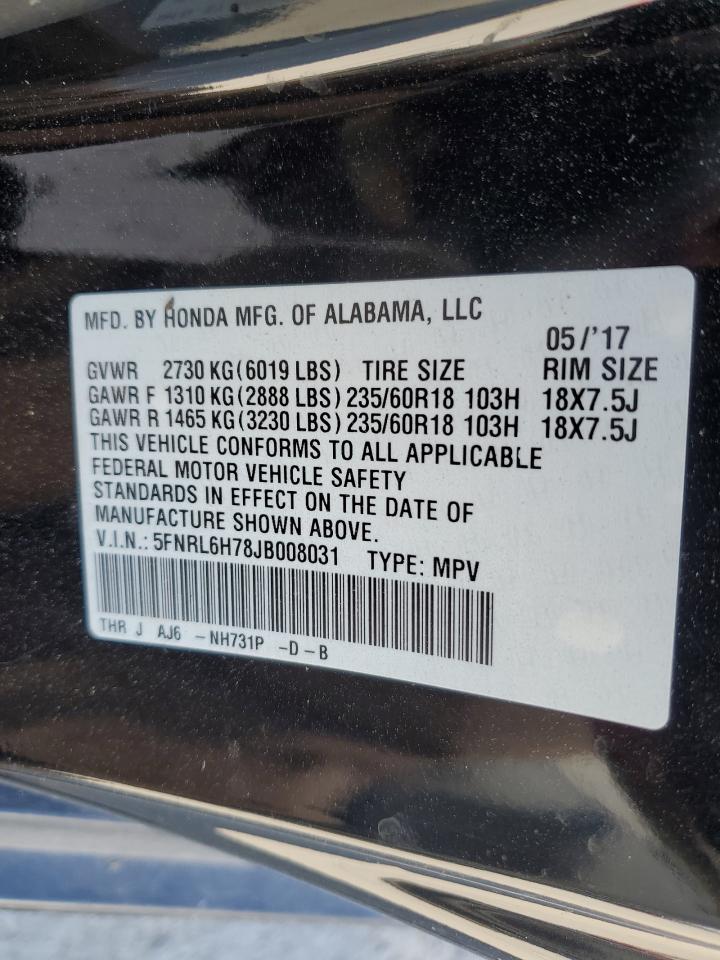 MFD. BY HONDA MFG. OF ALABAMA, LLC
05/'17
GVWR 2730 KG(6019 LBS) TIRE SIZE RIM SIZE
GAWR F 1310 KG(2888 LBS) 235/60R18 103H 18X7.5J
GAWR R 1465 KG(3230 LBS) 235/60R18 103H 18X7.5J
THIS VEHICLE CONFORMS TO ALL APPLICABLE
FEDERAL MOTOR VEHICLE SAFETY
STANDARDS IN EFFECT ON THE DATE OF
MANUFACTURE SHOWN ABOVE.
V.I.N.: 5FNRL6H78JB008031 TYPE: MPV
THR J AJ6 -NH731P -D-B